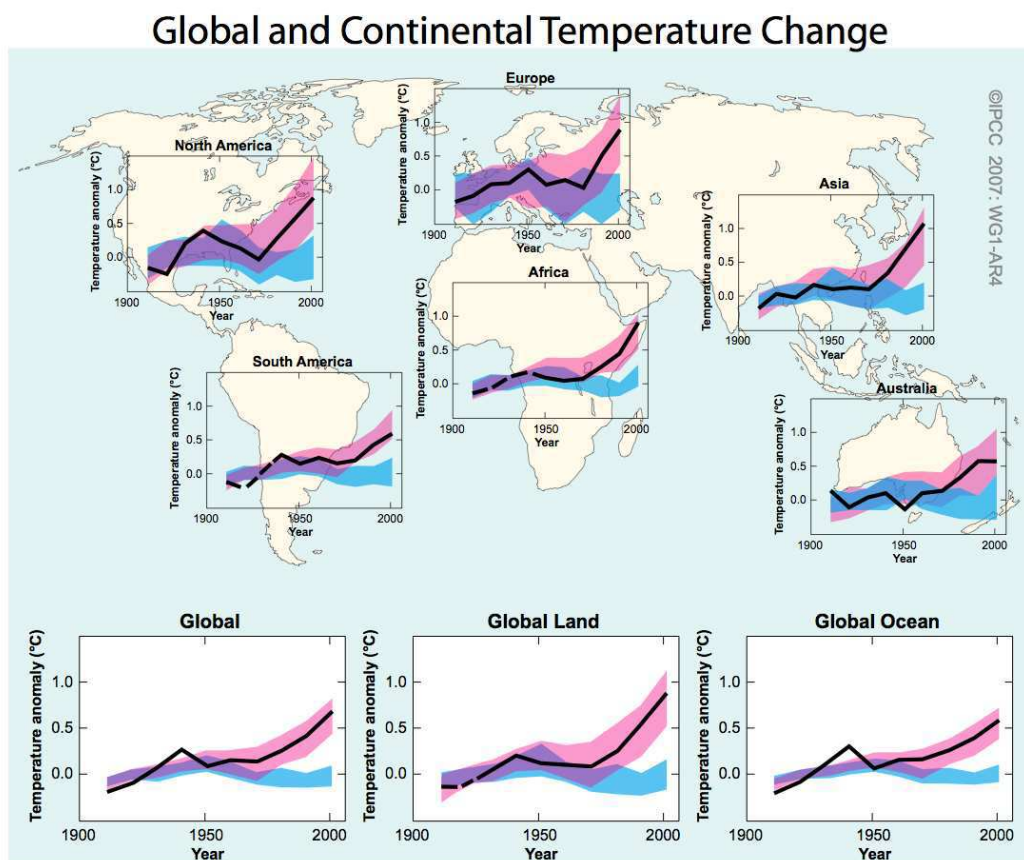 Global and Continental Temperature Change
©IPCC 2007: WG1-AR4
Europe
Temperature anomaly (°C)
1.0
0.5
0.0
1900
1950
2000
Year
North America
Temperature anomaly (°C)
1.0
0.5
0.0
1900
1950
2000
Year
Asia
Temperature anomaly (°C)
1.0
0.5
0.0
1900
1950
2000
Year
Africa
Temperature anomaly (°C)
1.0
0.5
0.0
1900
1950
2000
Year
South America
Temperature anomaly (°C)
1.0
0.5
0.0
1900
1950
2000
Year
Australia
Temperature anomaly (°C)
1.0
0.5
0.0
1900
1950
2000
Year
Global
Temperature anomaly (°C)
1.0
0.5
0.0
1900
1950
2000
Year
Global Land
Temperature anomaly (°C)
1.0
0.5
0.0
1900
1950
2000
Year
Global Ocean
Temperature anomaly (°C)
1.0
0.5
0.0
1900
1950
2000
Year